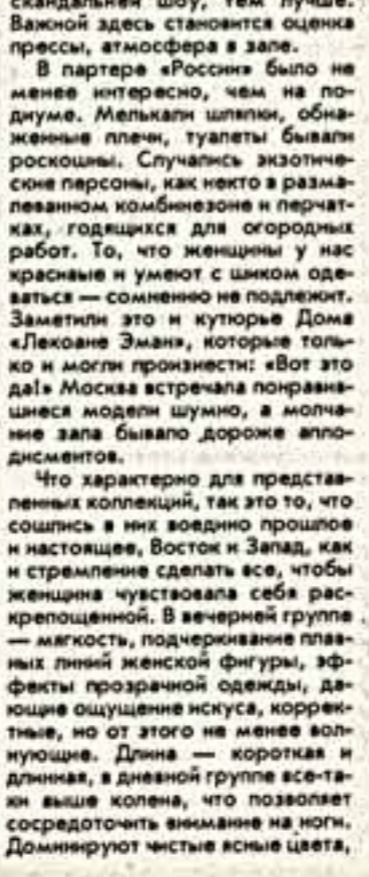 скандальней шоу, тем лучше.
Важной здесь становится оценка
прессы, атмосфера в зале.
В партере «России» было не
менее интересно, чем на по-
диуме. Мелькали шляпки, обна-
женные плечи, туалеты бывали
роскошны. Случались экзотиче-
ские персоны, как некто в разма-
леванном комбинезоне и перчат-
ках, годящихся для огородных
работ. То, что женщины у нас
красивые и умеют с шиком оде-
ваться — сомнению не подлежит.
Заметили это и кутюрье Дома
«Лекоане Эман», которые толь-
ко и могли произнести: «Вот это
да!» Москва встречала понравив-
шиеся модели шумно, а молча-
ние зала бывало дороже апло-
дисментов.
Что характерно для представ-
ленных коллекций, так это то, что
сошлись в них воедино прошлое
и настоящее, Восток и Запад, как
и стремление сделать все, чтобы
женщина чувствовала себя рас-
крепощенной. В вечерней группе
— мягкость, подчеркивание плав-
ных линий женской фигуры, эф-
фекты прозрачной одежды, да-
ющие ощущение искуса, коррек-
тные, но от этого не менее вол-
нующие. Длина — короткая и
длинная, в дневной группе все-та-
ки выше колена, что позволяет
сосредоточить внимание на ноги.
Доминируют чистые ясные цвета,